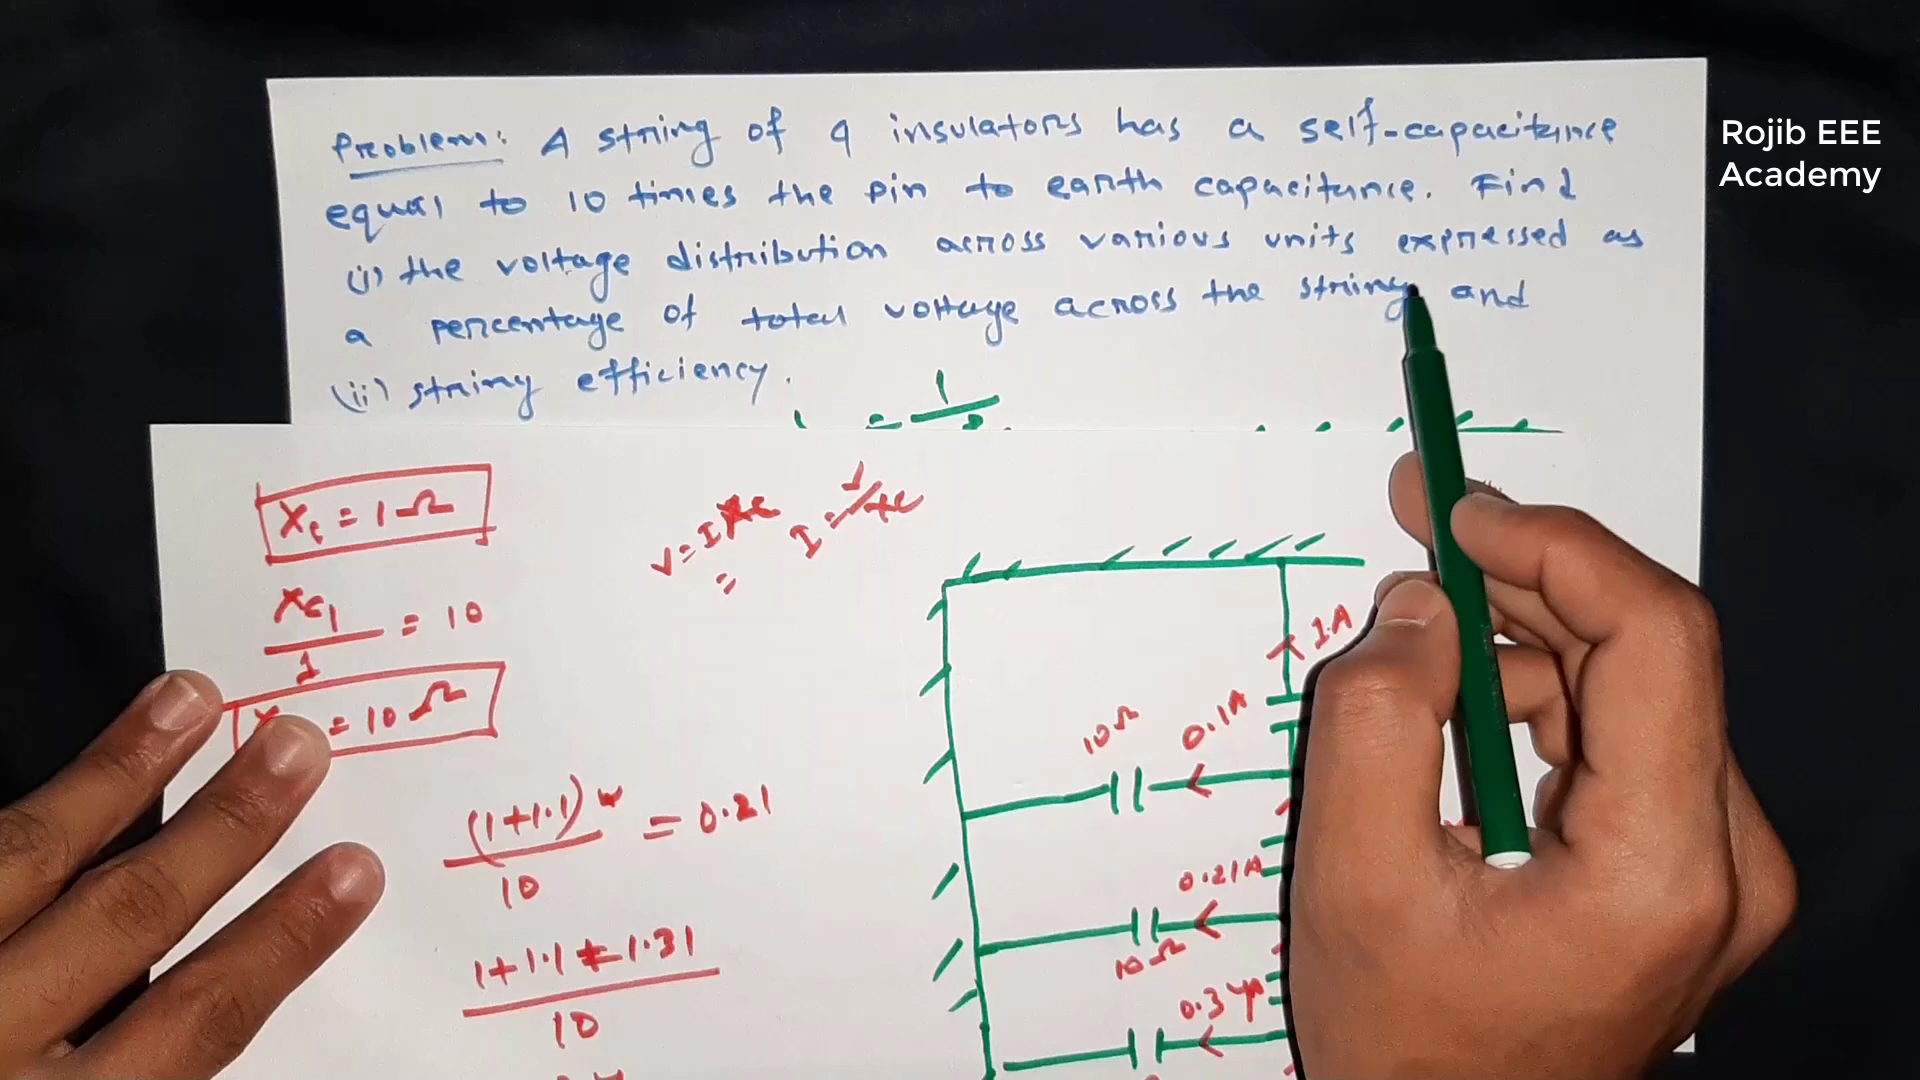 Problem: A string of 4 insulators has a self-capacitance
equal to 10 times the pin to earth capacitance. Find
(i) the voltage distribution across various units expressed as
a percentage of total voltage across the string and
(ii) string efficiency.
Rojib EEE
Academy
Xc = 1Ω
Xc1
1
= 10
= 10Ω
V = IXc
=
I =
(1+1.1)
10
= 0.21
1+1.1+1.31
10
1A
10Ω
0.1A
0.21A
10Ω